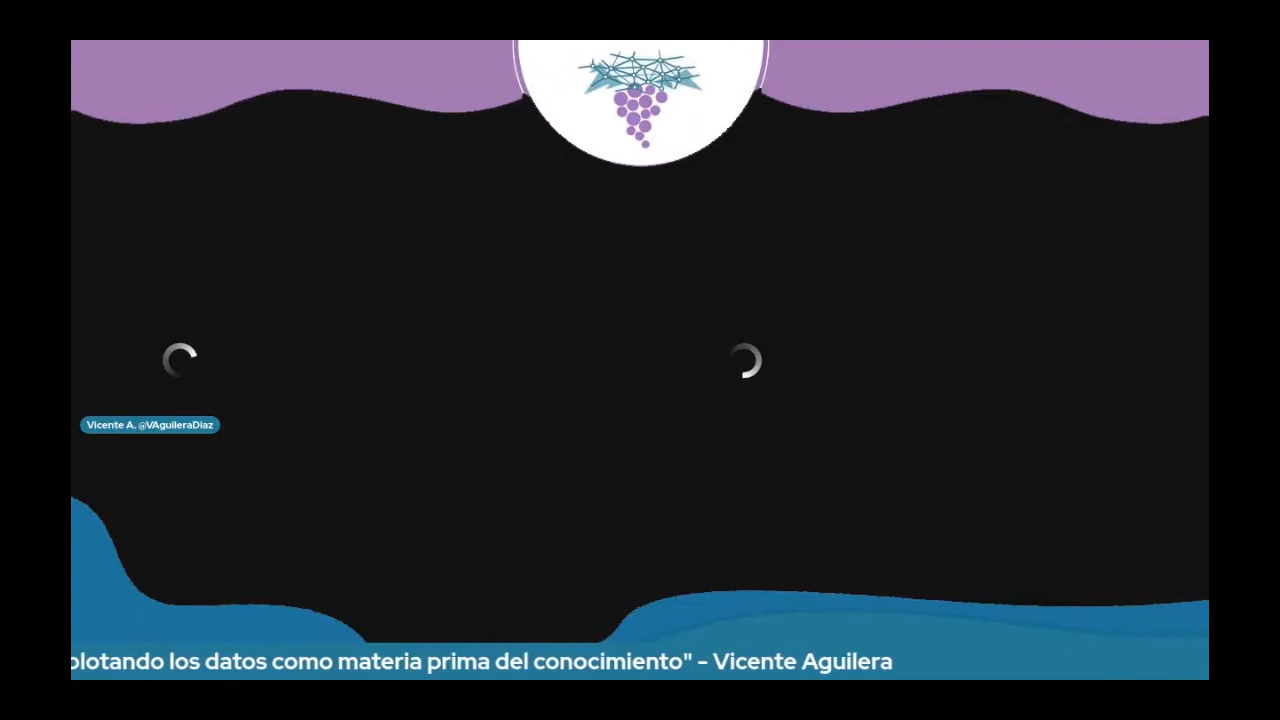 Vicente A. @VAguileraDiaz
plotando los datos como materia prima del conocimiento" - Vicente Aguilera